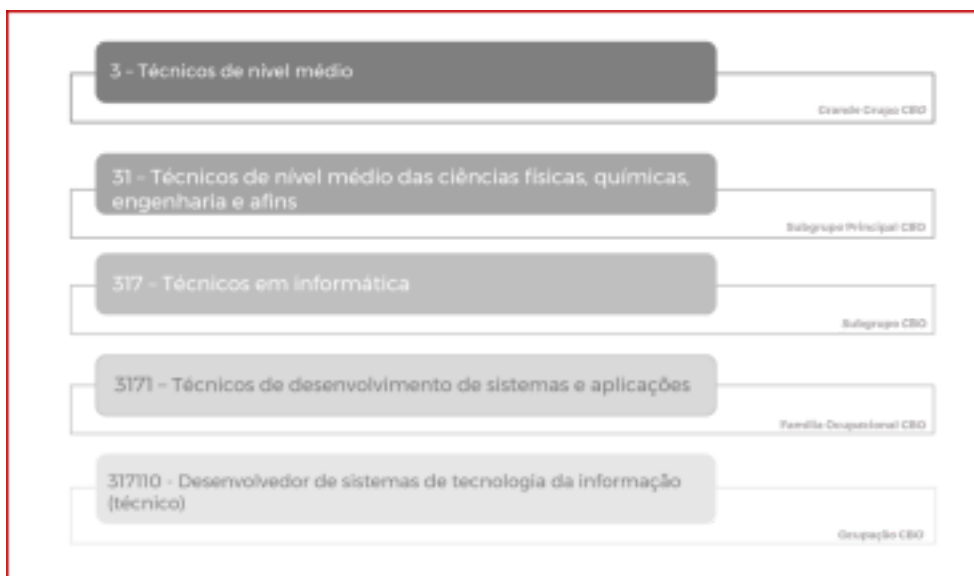 3 – Técnicos de nível médio
Grande Grupo CBO
31 – Técnicos de nível médio das ciências físicas, químicas,
engenharia e afins
Subgrupo Principal CBO
317 – Técnicos em informática
Subgrupo CBO
3171 – Técnicos de desenvolvimento de sistemas e aplicações
Família Ocupacional CBO
317110 - Desenvolvedor de sistemas de tecnologia da informação
(técnico)
Ocupação CBO